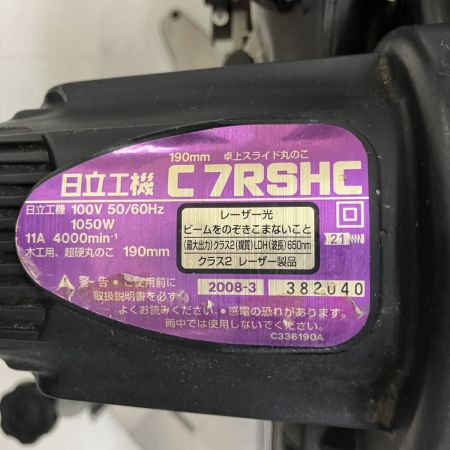 190mm 卓上スライド丸のこ
日立工機 C 7RSHC
日立工機 100V 50/60Hz
1050W
11A 4000min⁻¹
木工用、超硬丸のこ 190mm
レーザー光
ビームをのぞきこまないこと
(最大出力)クラス2(媒質)LDH(波長)650nm
クラス2 レーザー製品
21
2008-3 382040
警告・ご使用前に
取扱説明書を必ず
よくお読みください。・感電の恐れがあります。
雨中では使用しないでください。
C336190A